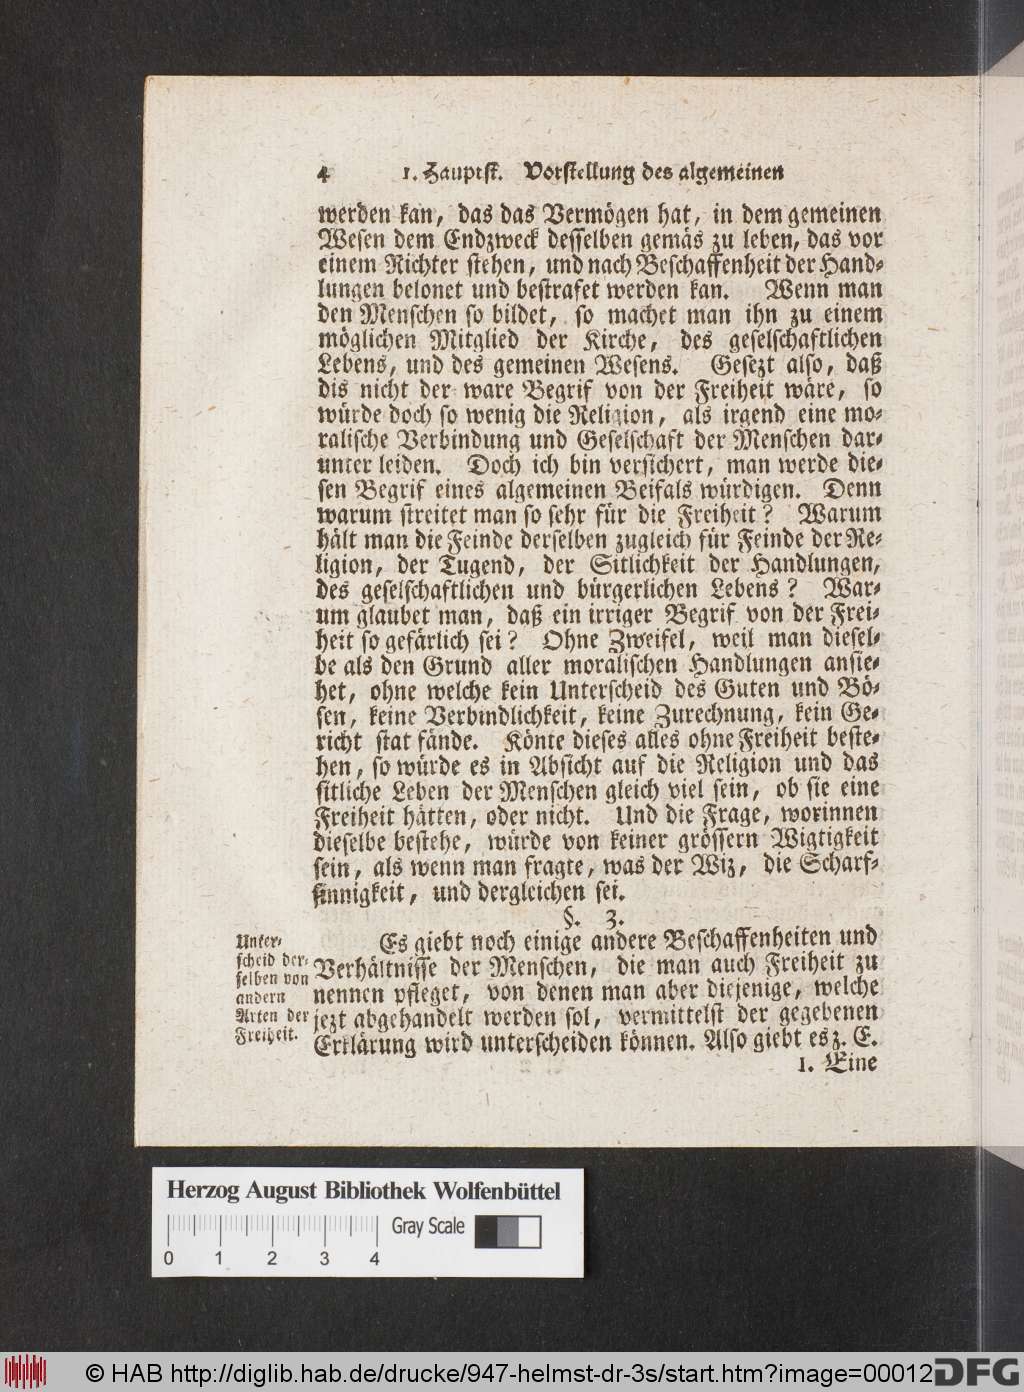 4 1. Hauptst. Vorstellung des algemeinen
werden kan, das das Vermögen hat, in dem gemeinen
Wesen dem Endzweck desselben gemäs zu leben, das vor
einem Richter stehen, und nach Beschaffenheit der Hand-
lungen belonet und bestrafet werden kan. Wenn man
den Menschen so bildet, so machet man ihn zu einem
möglichen Mitglied der Kirche, des geselschaftlichen
Lebens, und des gemeinen Wesens. Gesezt also, daß
dis nicht der ware Begrif von der Freiheit wäre, so
würde doch so wenig die Religion, als irgend eine mo-
ralische Verbindung und Geselschaft der Menschen dar-
unter leiden. Doch ich bin versichert, man werde die-
sen Begrif eines algemeinen Beifals würdigen. Denn
warum streitet man so sehr für die Freiheit? Warum
hält man die Feinde derselben zugleich für Feinde der Re-
ligion, der Tugend, der Sitlichkeit der Handlungen,
des geselschaftlichen und bürgerlichen Lebens? War-
um glaubet man, daß ein irriger Begrif von der Frei-
heit so gefärlich sei? Ohne Zweifel, weil man diesel-
be als den Grund aller moralischen Handlungen ansie-
het, ohne welche kein Unterscheid des Guten und Bö-
sen, keine Verbindlichkeit, keine Zurechnung, kein Ge-
richt stat fände. Könte dieses alles ohne Freiheit beste-
hen, so würde es in Absicht auf die Religion und das
sitliche Leben der Menschen gleich viel sein, ob sie eine
Freiheit hätten, oder nicht. Und die Frage, worinnen
dieselbe bestehe, würde von keiner grössern Wigtigkeit
sein, als wenn man fragte, was der Wiz, die Scharf-
sinnigkeit, und dergleichen sei.
§. 3.
Unter-
scheid der-
selben von
andern
Arten der
Freiheit.
Es giebt noch einige andere Beschaffenheiten und
Verhältnisse der Menschen, die man auch Freiheit zu
nennen pfleget, von denen man aber diejenige, welche
jezt abgehandelt werden sol, vermittelst der gegebenen
Erklärung wird unterscheiden können. Also giebt es z. E.
1. Eine
Herzog August Bibliothek Wolfenbüttel
Gray Scale
0 1 2 3 4
© HAB http://diglib.hab.de/drucke/947-helmst-dr-3s/start.htm?image=00012
DFG